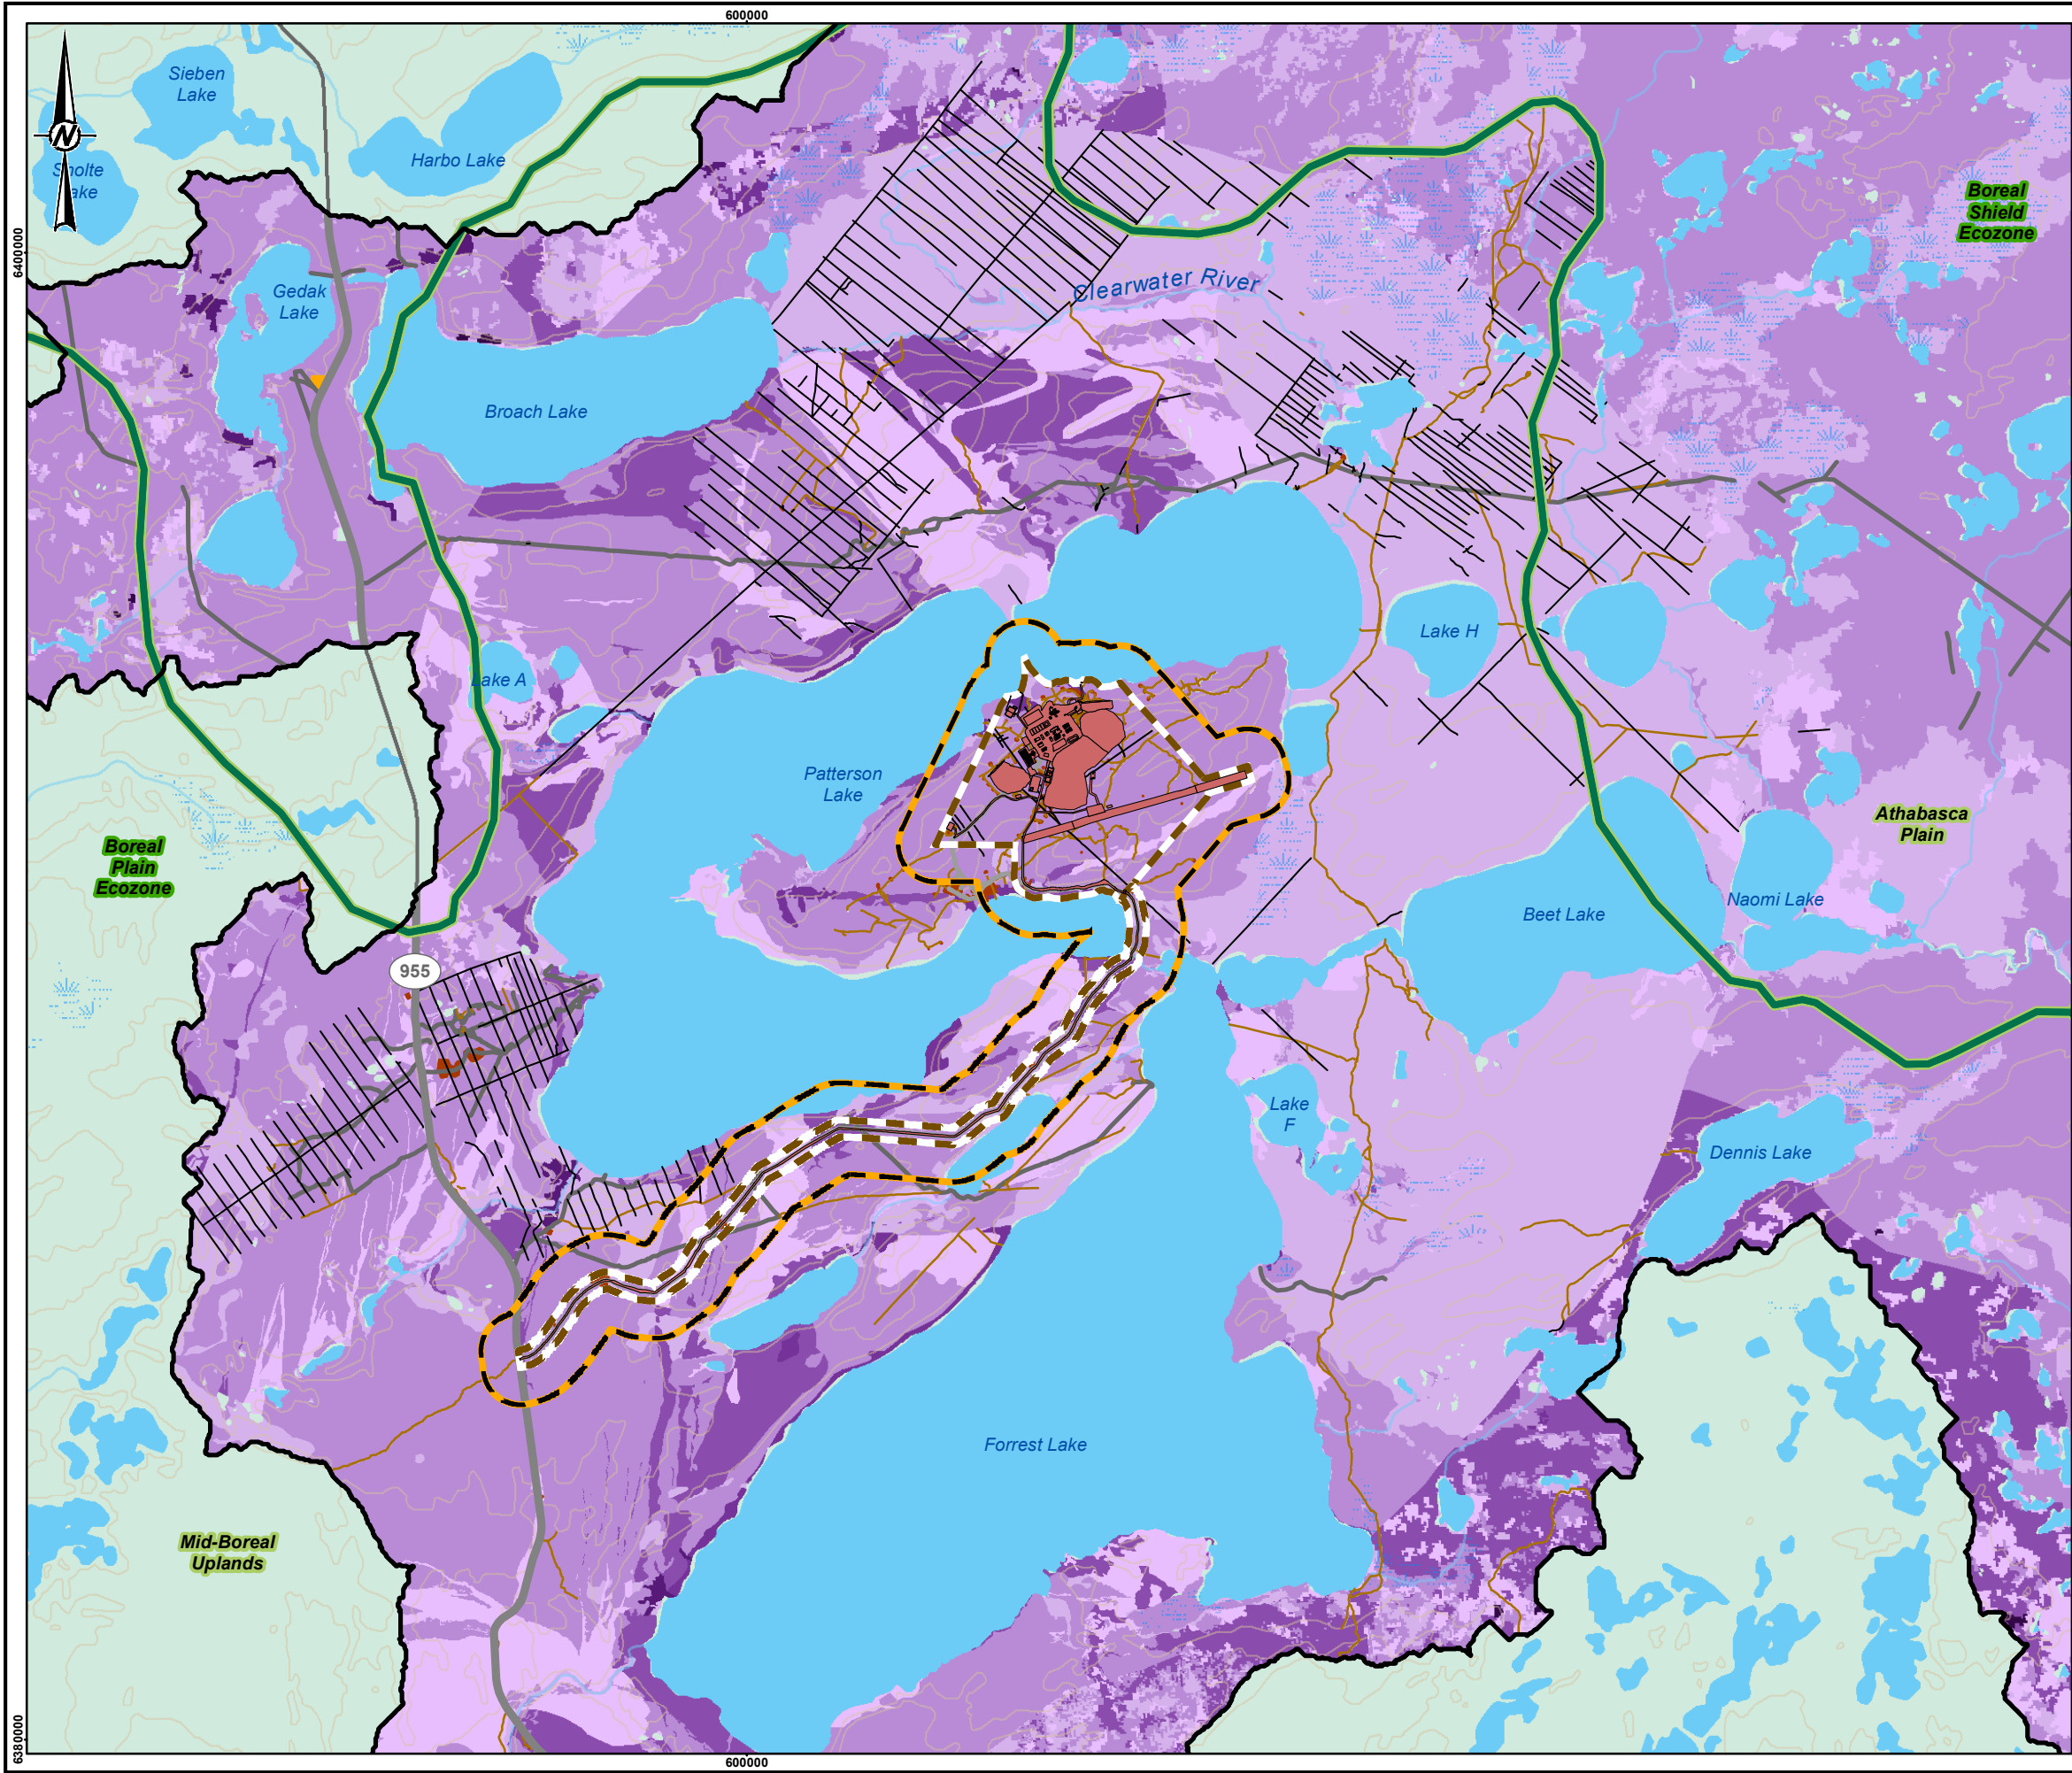 600000
Sieben
Lake
Harbo Lake
Sholte
Lake
N
Boreal
Shield
Ecozone
6400000
Gedak
Lake
Clearwater River
Broach Lake
Lake H
Lake A
Patterson
Lake
Athabasca
Plain
Boreal
Plain
Ecozone
Naomi Lake
Beet Lake
955
Lake
F
Dennis Lake
Forrest Lake
Mid-Boreal
Uplands
6380000
600000